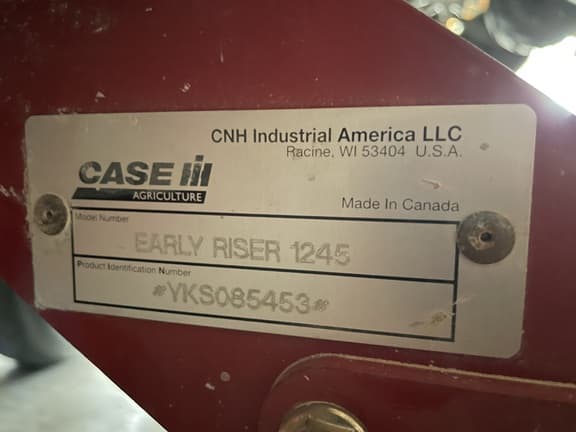 CNH Industrial America LLC
Racine, WI 53404 U.S.A.
CASE IH
AGRICULTURE
Made In Canada
Model Number
EARLY RISER 1245
Product Identification Number
*YKS085453*